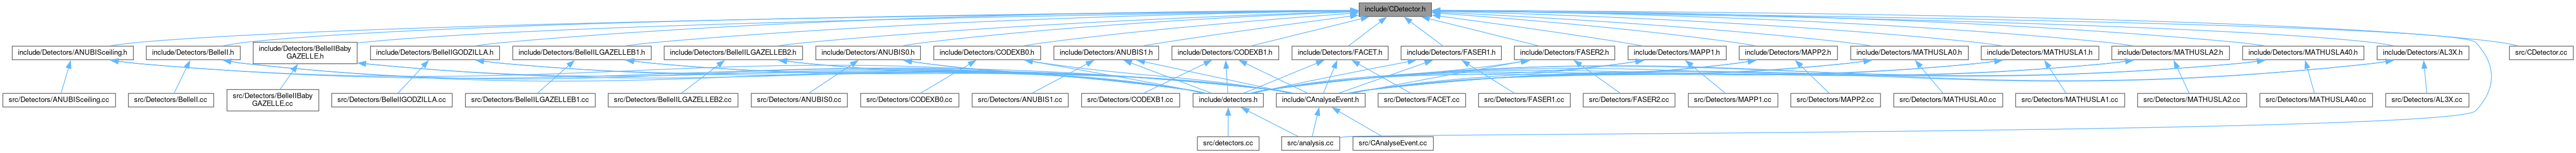 include/CDetector.h
include/Detectors/ANUBISceiling.h
include/Detectors/BelleII.h
include/Detectors/BelleIIBaby
GAZELLE.h
include/Detectors/BelleIIGODZILLA.h
include/Detectors/BelleIILGAZELLEB1.h
include/Detectors/BelleIILGAZELLEB2.h
include/Detectors/ANUBIS0.h
include/Detectors/CODEXB0.h
include/Detectors/ANUBIS1.h
include/Detectors/CODEXB1.h
include/Detectors/FACET.h
include/Detectors/FASER1.h
include/Detectors/FASER2.h
include/Detectors/MAPP1.h
include/Detectors/MAPP2.h
include/Detectors/MATHUSLA0.h
include/Detectors/MATHUSLA1.h
include/Detectors/MATHUSLA2.h
include/Detectors/MATHUSLA40.h
include/Detectors/AL3X.h
src/CDetector.cc
src/Detectors/ANUBISceiling.cc
src/Detectors/BelleII.cc
src/Detectors/BelleIIBaby
GAZELLE.cc
src/Detectors/BelleIIGODZILLA.cc
src/Detectors/BelleIILGAZELLEB1.cc
src/Detectors/BelleIILGAZELLEB2.cc
src/Detectors/ANUBIS0.cc
src/Detectors/CODEXB0.cc
src/Detectors/ANUBIS1.cc
src/Detectors/CODEXB1.cc
include/detectors.h
include/CAnalyseEvent.h
src/Detectors/FACET.cc
src/Detectors/FASER1.cc
src/Detectors/FASER2.cc
src/Detectors/MAPP1.cc
src/Detectors/MAPP2.cc
src/Detectors/MATHUSLA0.cc
src/Detectors/MATHUSLA1.cc
src/Detectors/MATHUSLA2.cc
src/Detectors/MATHUSLA40.cc
src/Detectors/AL3X.cc
src/detectors.cc
src/analysis.cc
src/CAnalyseEvent.cc